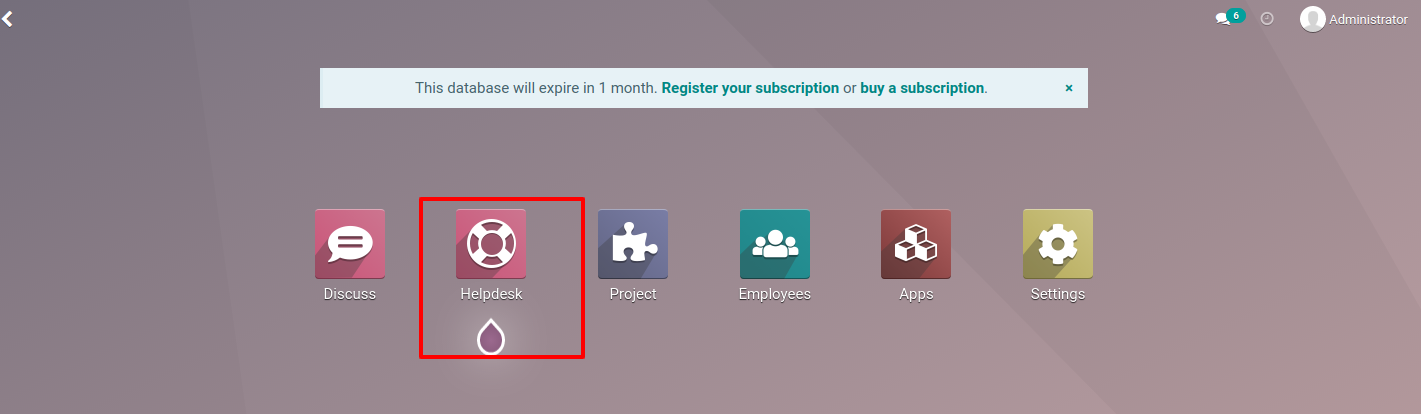 6
Administrator
This database will expire in 1 month. Register your subscription or buy a subscription.
×
Discuss
Helpdesk
Project
Employees
Apps
Settings